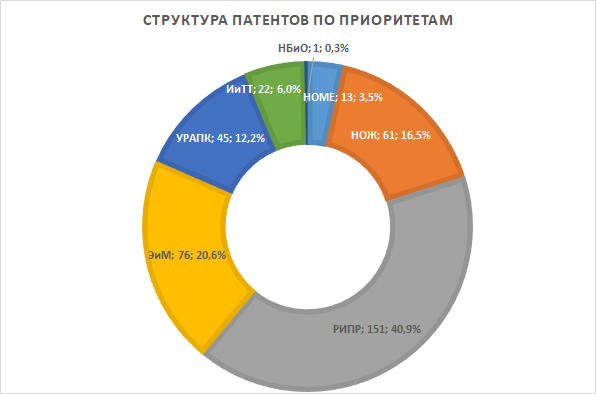 СТРУКТУРА ПАТЕНТОВ ПО ПРИОРИТЕТАМ
НБиО; 1; 0,3%
ИиТТ; 22; 6,0%
НОМЕ; 13; 3,5%
НОЖ; 61; 16,5%
УРАПК; 45; 12,2%
ЭиМ; 76; 20,6%
РИПР; 151; 40,9%